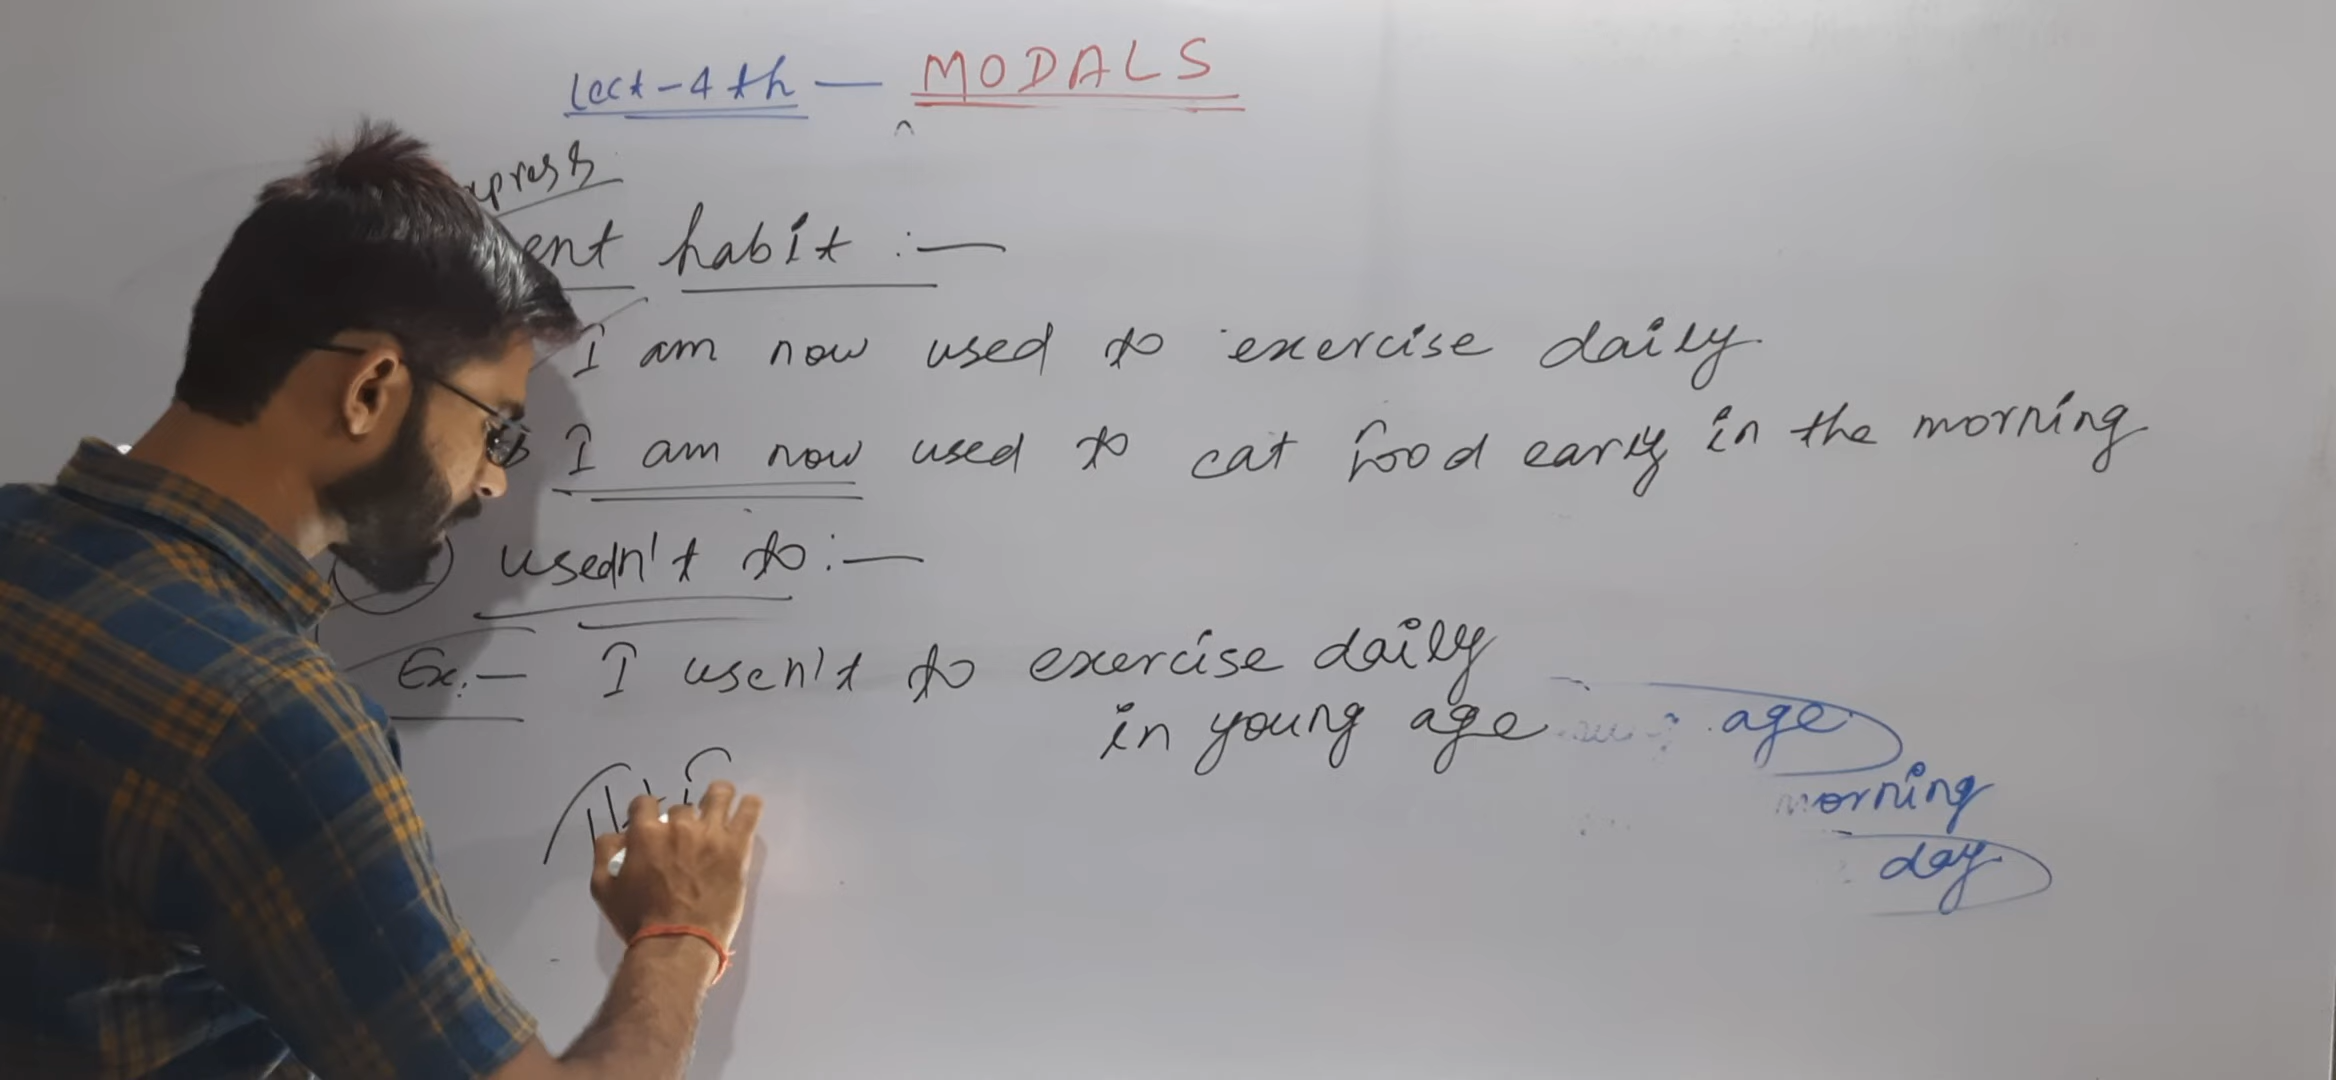 Lect-4th — MODALS
habit :—
I am now used to exercise daily.
I am now used to eat food early in the morning
usedn't to :—
Ex.— I usen't to exercise daily
in young age
age
morning
day